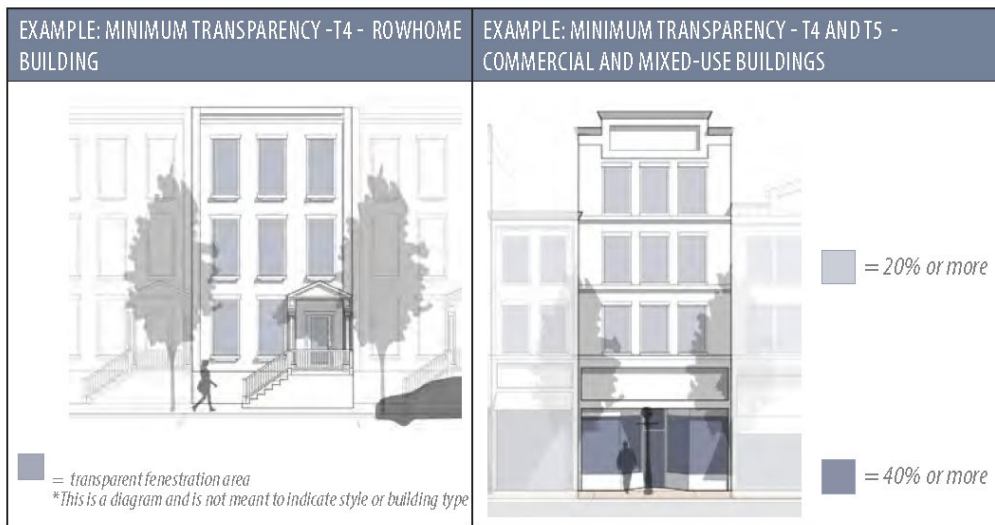 EXAMPLE: MINIMUM TRANSPARENCY -T4 - ROWHOME
BUILDING
EXAMPLE: MINIMUM TRANSPARENCY - T4 AND T5 -
COMMERCIAL AND MIXED-USE BUILDINGS
= transparent fenestration area
*This is a diagram and is not meant to indicate style or building type
= 20% or more
= 40% or more